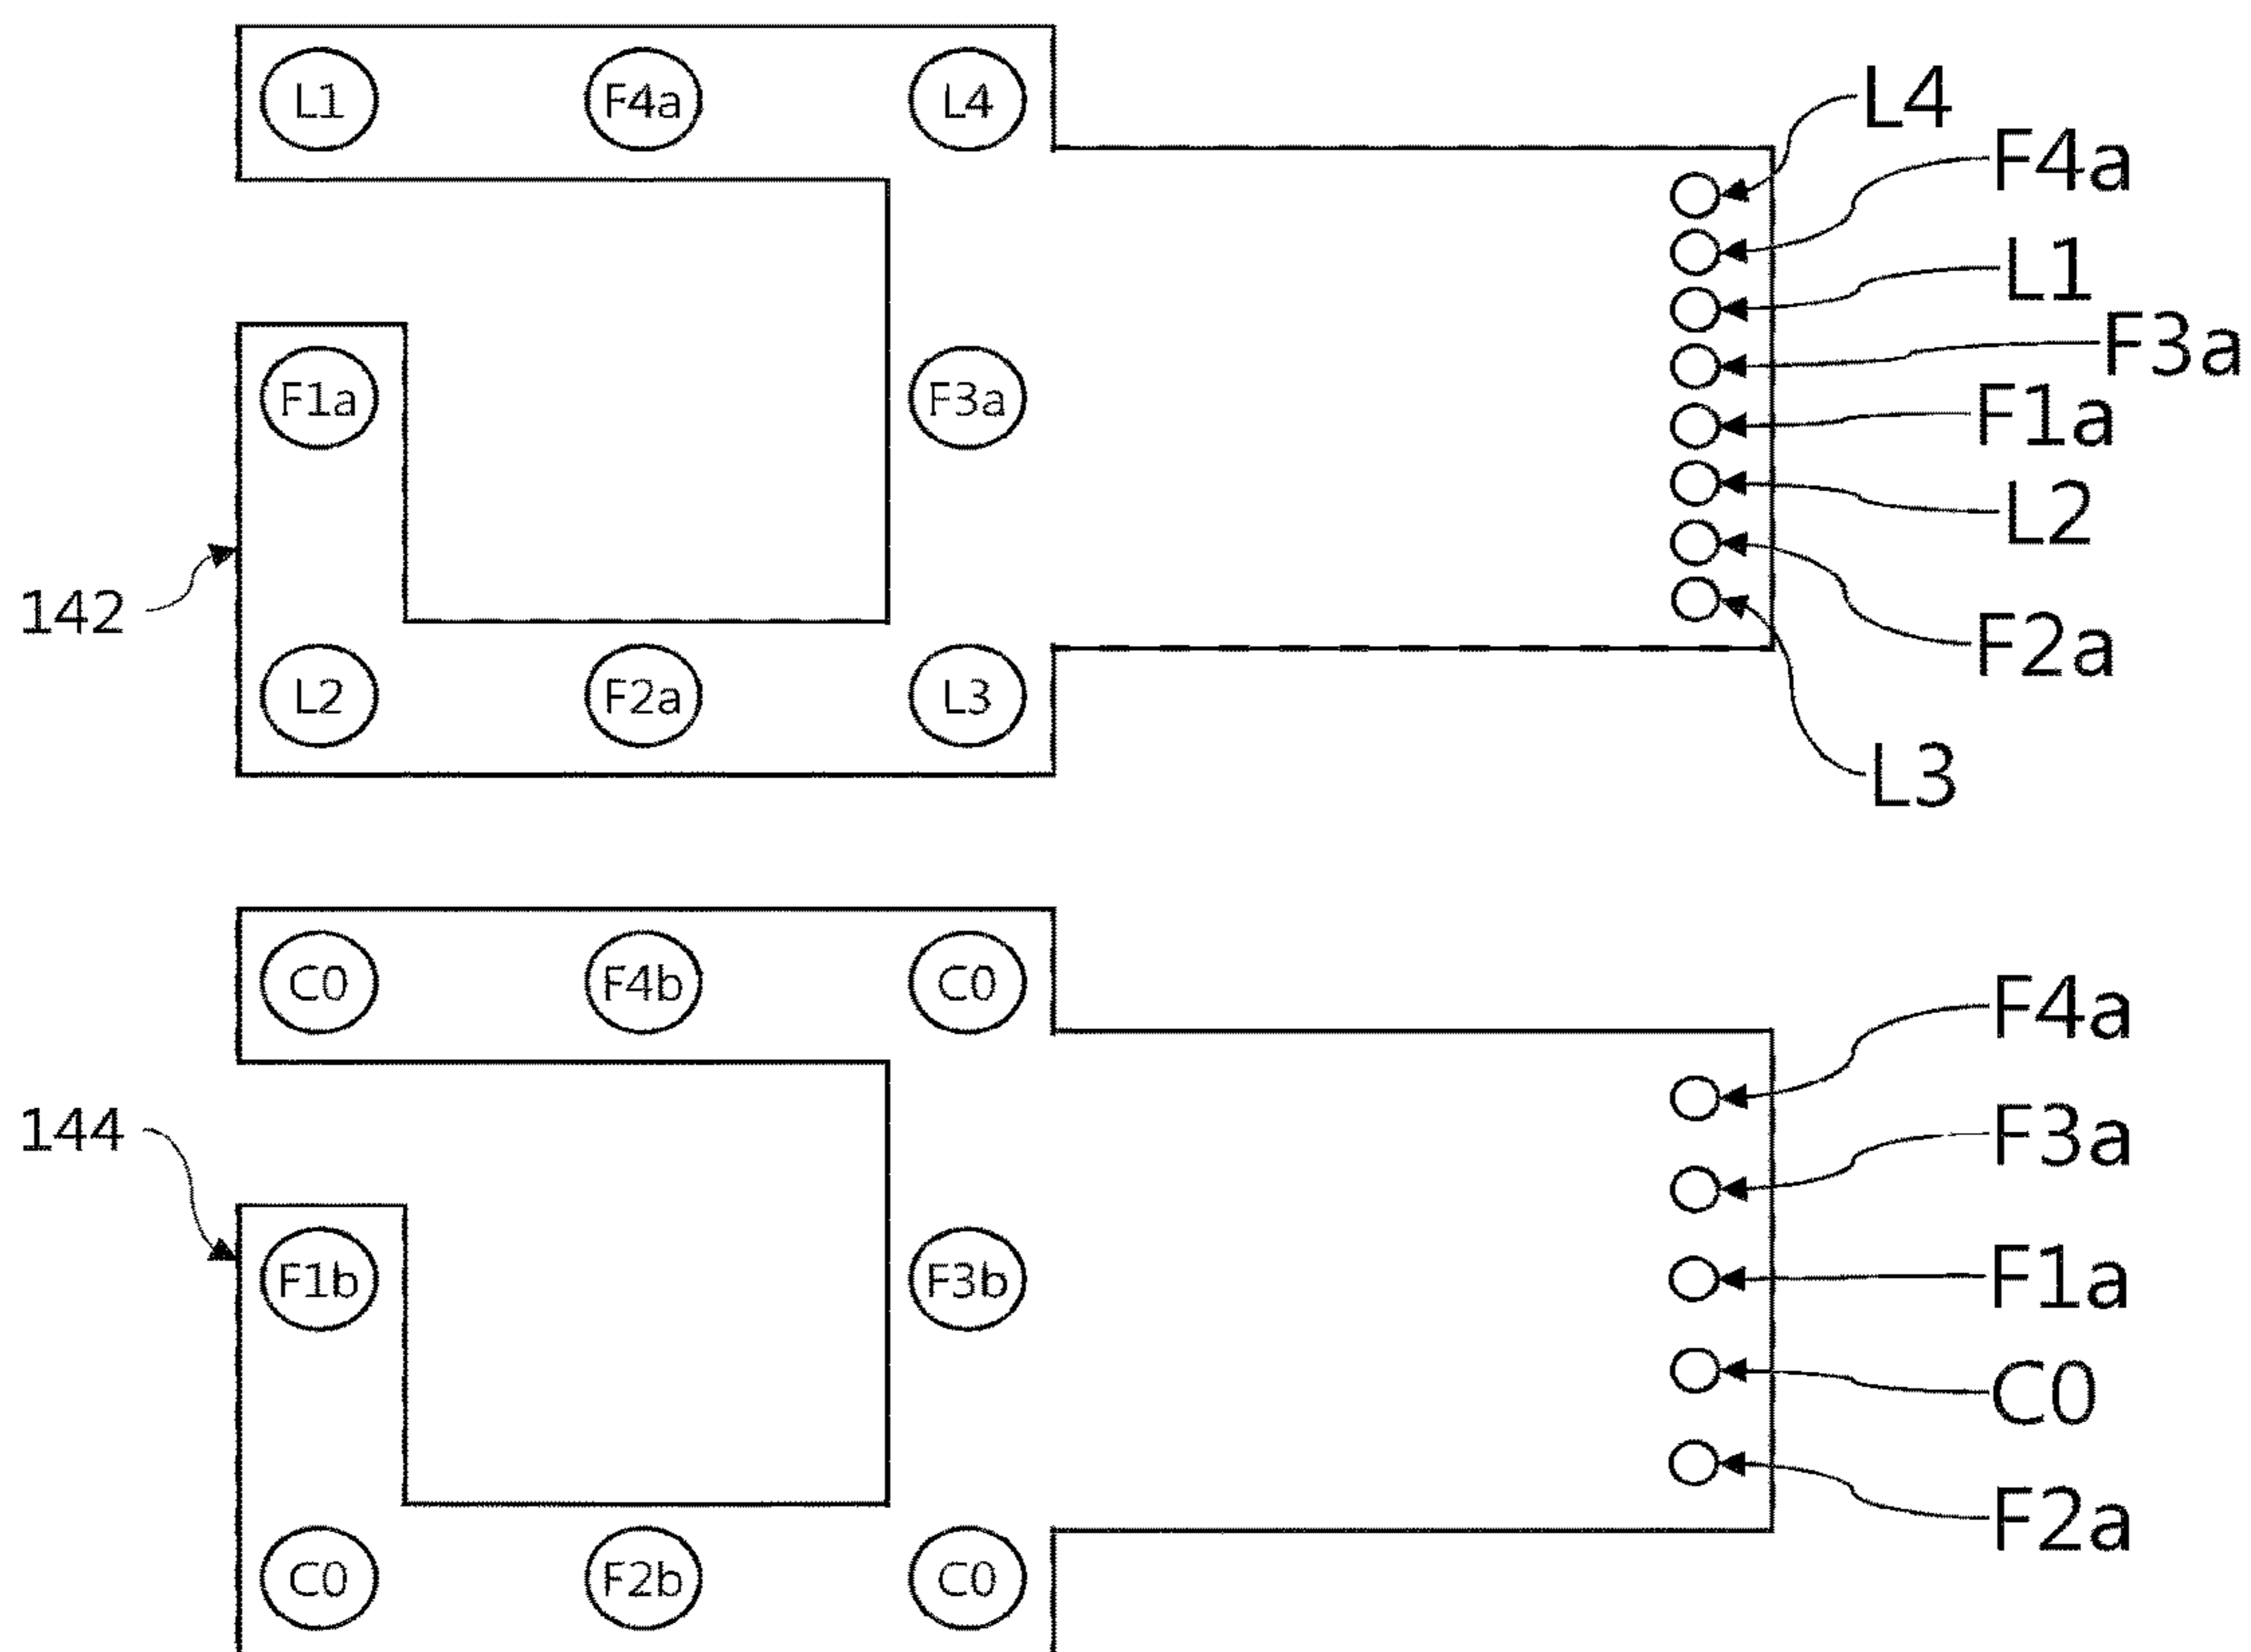 L1 F4a L4
L4
F4a
L1
F3a
F1a F3a
F1a
L2
142
F2a
L2 F2a L3
L3
C0 F4b C0
F4a
144
F3a
F1b F3b
F1a
C0
F2a
C0 F2b C0